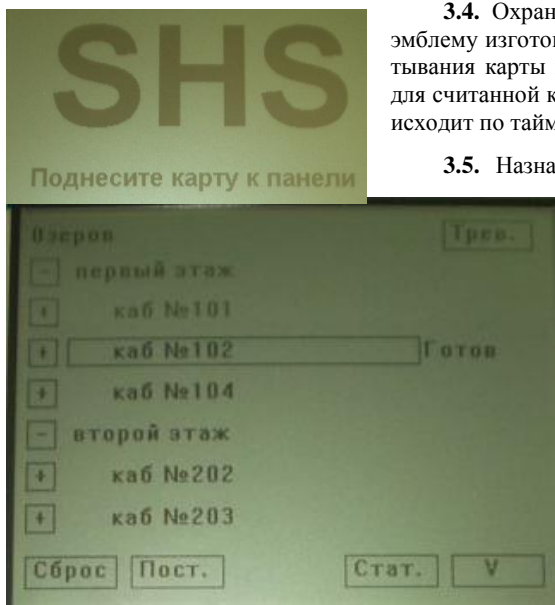 SHS
Поднесите карту к панели
3.4. Охран
эмблему изгото
тывания карты
для считанной к
исходит по тайм
3.5. Назна
Озеров
Трев.
- первый этаж
+ каб №101
+ каб №102 Готов
+ каб №104
- второй этаж
+ каб №202
+ каб №203
Сброс Пост. Стат. V